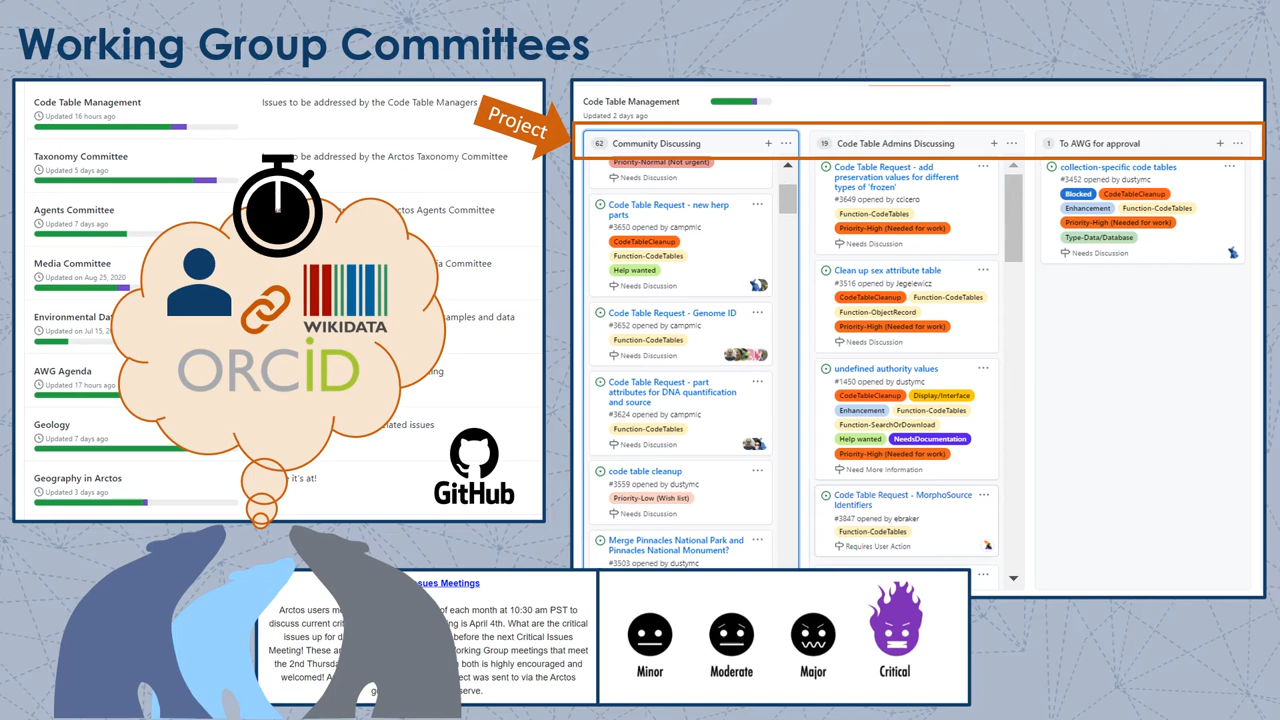 Working Group Committees
Code Table Management
Issues to be addressed by the Code Table Managers
Updated 16 hours ago
Taxonomy Committee
to be addressed by the Arctos Taxonomy Committee
Updated 5 days ago
Agents Committee
Arctos Agents Committee
Updated 7 days ago
Media Committee
Committee
Updated on Aug 25, 2020
Environmental
and data
Updated on Jul 15,
AWG Agenda
Updated 17 hours
Geology
issues
Updated 7 days ago
Geography in Arctos
it's at!
Updated 3 days ago
WIKIDATA
ORCiD
GitHub
Project
Code Table Management
Updated 2 days ago
62 Community Discussing
Priority-Normal (Not urgent)
Needs Discussion
Code Table Request - new herp
parts
#3650 opened by campmic
CodeTableCleanup
Function-CodeTables
Help wanted
Needs Discussion
Code Table Request - Genome ID
#3652 opened by campmic
Function-CodeTables
Needs Discussion
Code Table Request - part
attributes for DNA quantification
and source
#3624 opened by campmic
Function-CodeTables
Needs Discussion
code table cleanup
#3559 opened by dustymc
Priority-Low (Wish list)
Needs Discussion
Merge Pinnacles National Park and
Pinnacles National Monument?
#3503 opened by dustymc
19 Code Table Admins Discussing
Code Table Request - add
preservation values for different
types of 'frozen'
#3649 opened by ccicero
Function-CodeTables
Priority-High (Needed for work)
Needs Discussion
Clean up sex attribute table
#3516 opened by Jegelewicz
CodeTableCleanup Function-CodeTables
Function-ObjectRecord
Priority-High (Needed for work)
Needs Discussion
undefined authority values
#1450 opened by dustymc
CodeTableCleanup Display/Interface
Enhancement Function-CodeTables
Function-SearchOrDownload
Help wanted NeedsDocumentation
Priority-High (Needed for work)
Need More Information
Code Table Request - MorphoSource
Identifiers
#3847 opened by ebraker
Function-CodeTables
Requires User Action
1 To AWG for approval
collection-specific code tables
#3452 opened by dustymc
Blocked CodeTableCleanup
Enhancement Function-CodeTables
Priority-High (Needed for work)
Type-Data/Database
Needs Discussion
Issues Meetings
Arctos users of each month at 10:30 am PST to
discuss current is April 4th. What are the critical
issues up for before the next Critical Issues
Meeting! These Working Group meetings that meet
the 2nd both is highly encouraged and
welcomed! was sent to via the Arctos
Minor
Moderate
Major
Critical